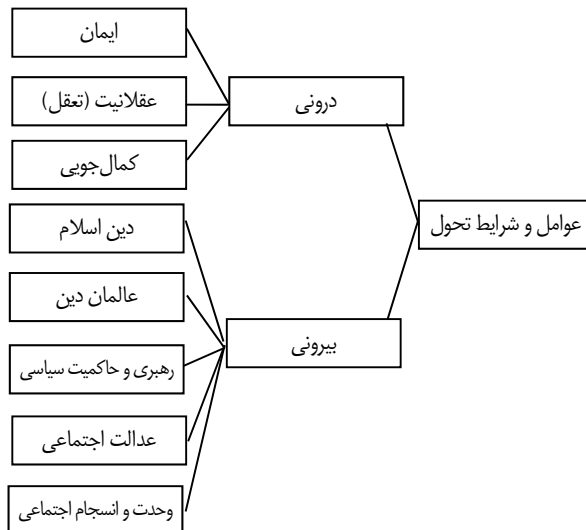 عوامل و شرایط تحول
درونی
ایمان
عقلانیت (تعقل)
کمال‌جویی
بیرونی
دین اسلام
عالمان دین
رهبری و حاکمیت سیاسی
عدالت اجتماعی
وحدت و انسجام اجتماعی